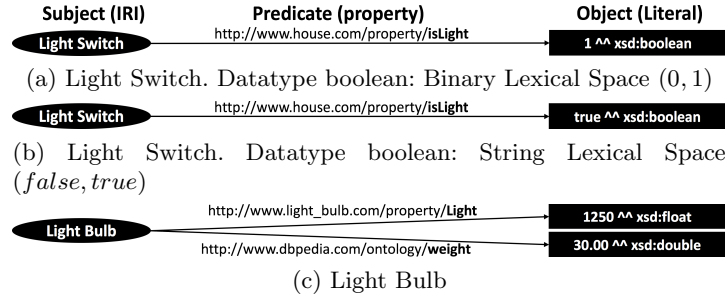 Subject (IRI) Predicate (property) Object (Literal)
Light Switch http://www.house.com/property/isLight 1 ^^ xsd:boolean
(a) Light Switch. Datatype boolean: Binary Lexical Space (0, 1)
Light Switch http://www.house.com/property/isLight true ^^ xsd:boolean
(b) Light Switch. Datatype boolean: String Lexical Space
(false, true)
http://www.light_bulb.com/property/Light 1250 ^^ xsd:float
Light Bulb
http://www.dbpedia.com/ontology/weight 30.00 ^^ xsd:double
(c) Light Bulb